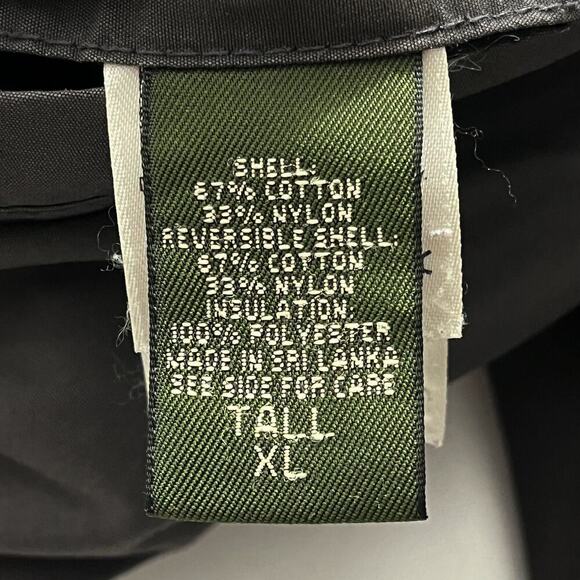 SHELL:
67% COTTON
33% NYLON
REVERSIBLE SHELL:
67% COTTON
33% NYLON
INSULATION:
100% POLYESTER
MADE IN SRI LANKA
SEE SIDE FOR CARE
TALL
XL